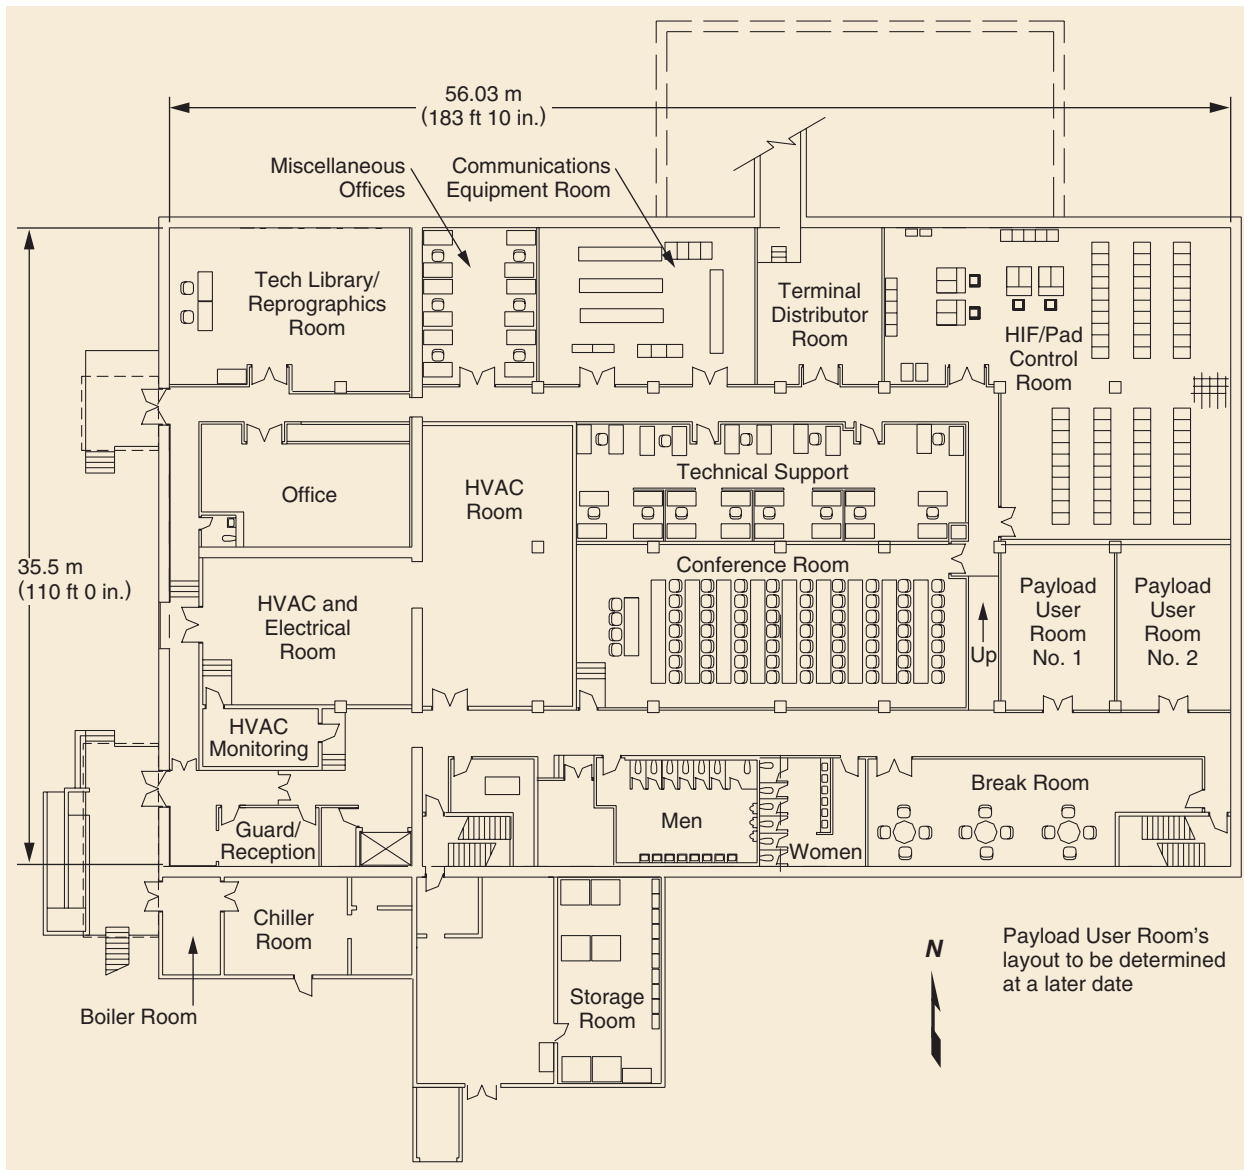 56.03 m
(183 ft 10 in.)
Miscellaneous
Offices
Communications
Equipment Room
Tech Library/
Reprographics
Room
Terminal
Distributor
Room
HIF/Pad
Control
Room
Office
HVAC
Room
Technical Support
35.5 m
(110 ft 0 in.)
HVAC and
Electrical
Room
Conference Room
Up
Payload
User
Room
No. 1
Payload
User
Room
No. 2
HVAC
Monitoring
Guard/
Reception
Men
Women
Break Room
Chiller
Room
Boiler Room
Storage
Room
N
Payload User Room's
layout to be determined
at a later date